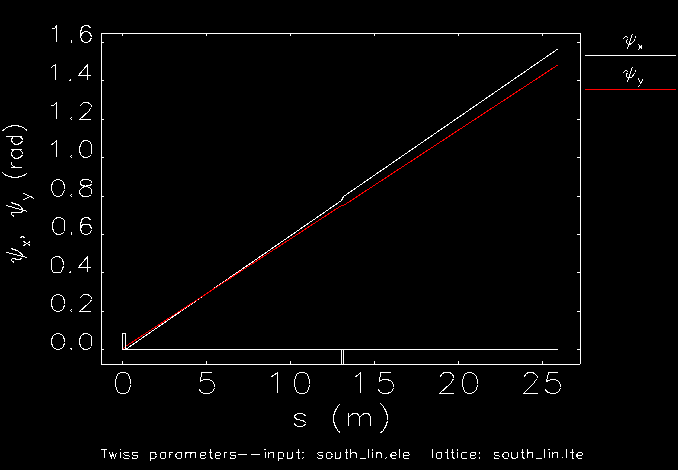 ψx
ψy
1.6
1.4
1.2
1.0
0.8
0.6
0.4
0.2
0.0
ψx, ψy (rad)
0 5 10 15 20 25
s (m)
Twiss parameters--input: south_lin.ele lattice: south_lin.lte